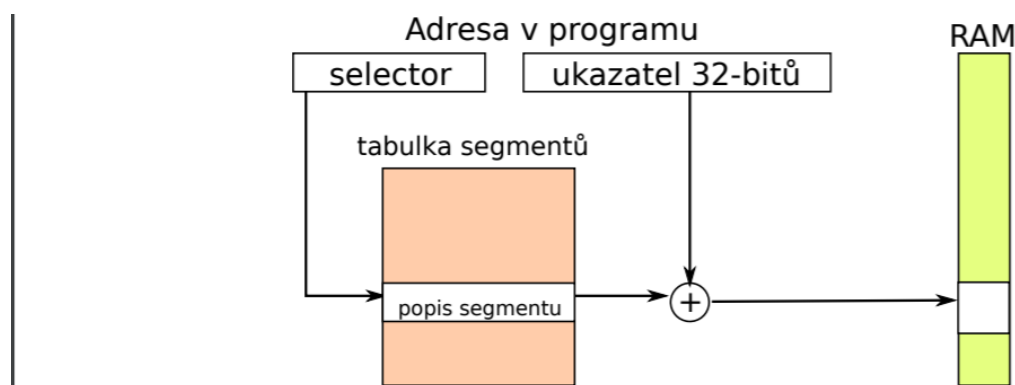 Adresa v programu
RAM
selector
ukazatel 32-bitů
tabulka segmentů
popis segmentu
+